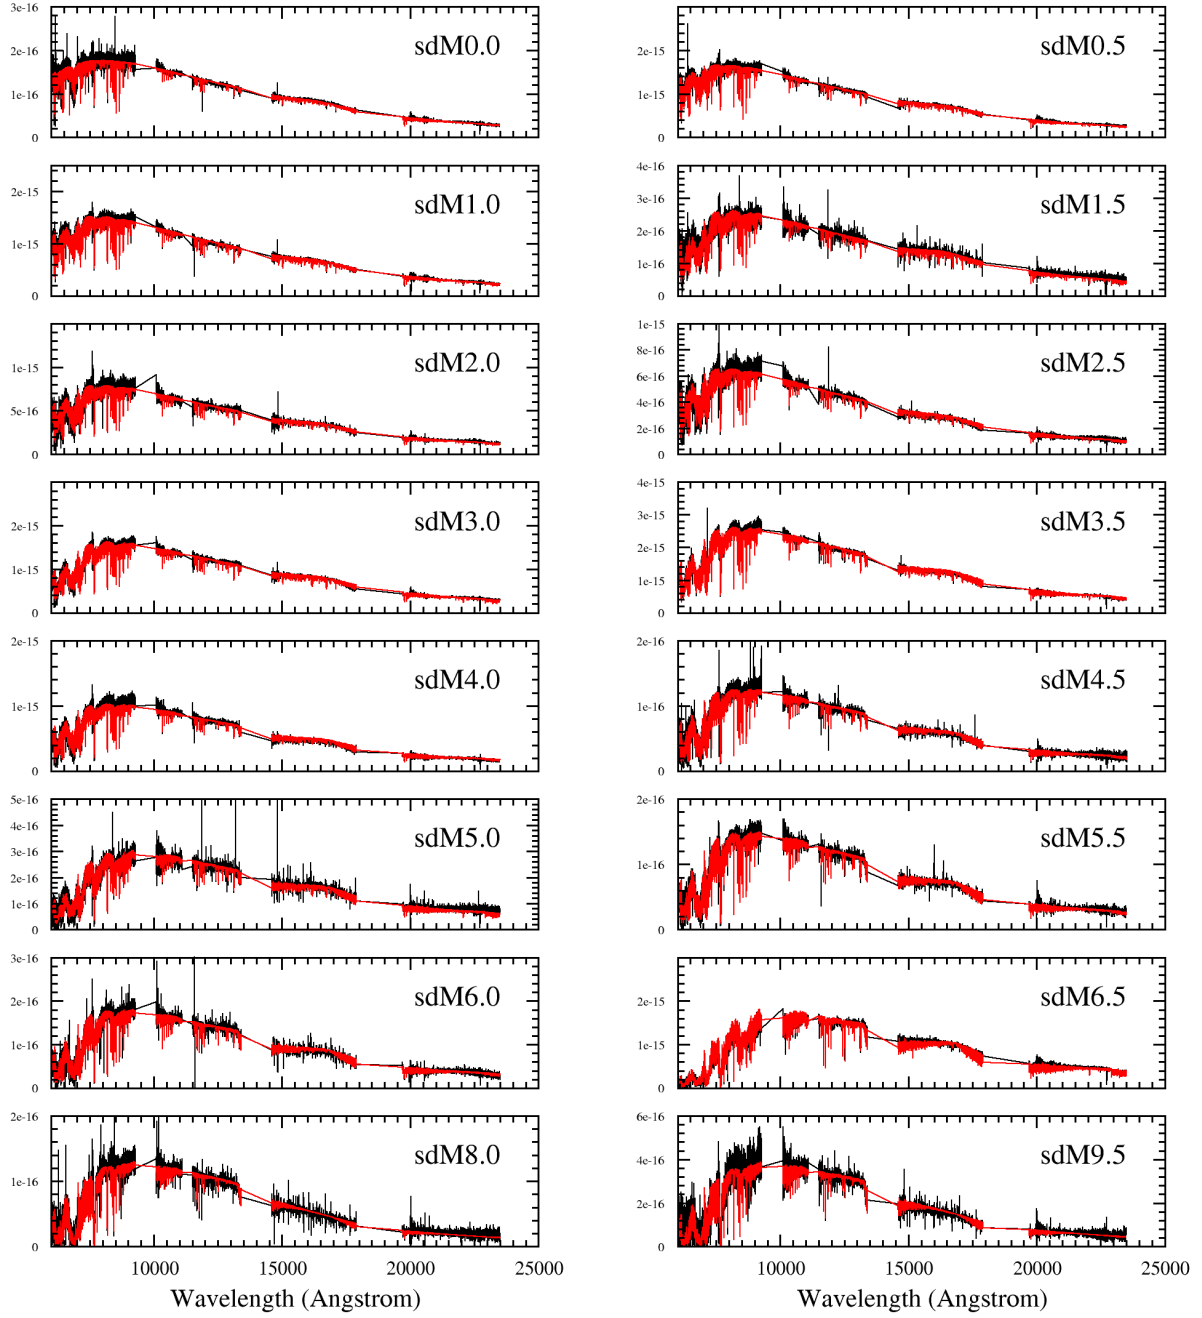 3e-16
2e-16
1e-16
0
sdM0.0
2e-15
1e-15
0
sdM0.5
2e-15
1e-15
0
sdM1.0
4e-16
3e-16
2e-16
1e-16
0
sdM1.5
1e-15
5e-16
0
sdM2.0
1e-15
8e-16
6e-16
4e-16
2e-16
0
sdM2.5
2e-15
1e-15
0
sdM3.0
4e-15
3e-15
2e-15
1e-15
0
sdM3.5
2e-15
1e-15
0
sdM4.0
2e-16
1e-16
0
sdM4.5
5e-16
4e-16
3e-16
2e-16
1e-16
0
sdM5.0
2e-16
1e-16
0
sdM5.5
3e-16
2e-16
1e-16
0
sdM6.0
2e-15
1e-15
0
sdM6.5
2e-16
1e-16
0
sdM8.0
6e-16
4e-16
2e-16
0
sdM9.5
10000 15000 20000 25000
Wavelength (Angstrom)
10000 15000 20000 25000
Wavelength (Angstrom)